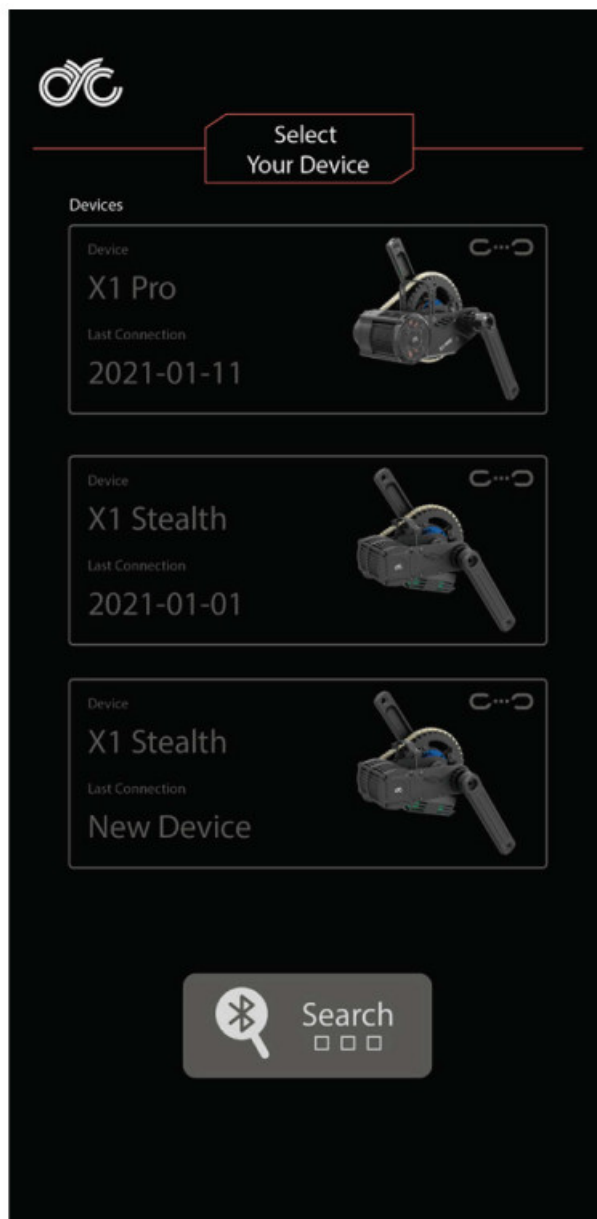 Select
Your Device
Devices
Device
X1 Pro
Last Connection
2021-01-11
Device
X1 Stealth
Last Connection
2021-01-01
Device
X1 Stealth
Last Connection
New Device
Search